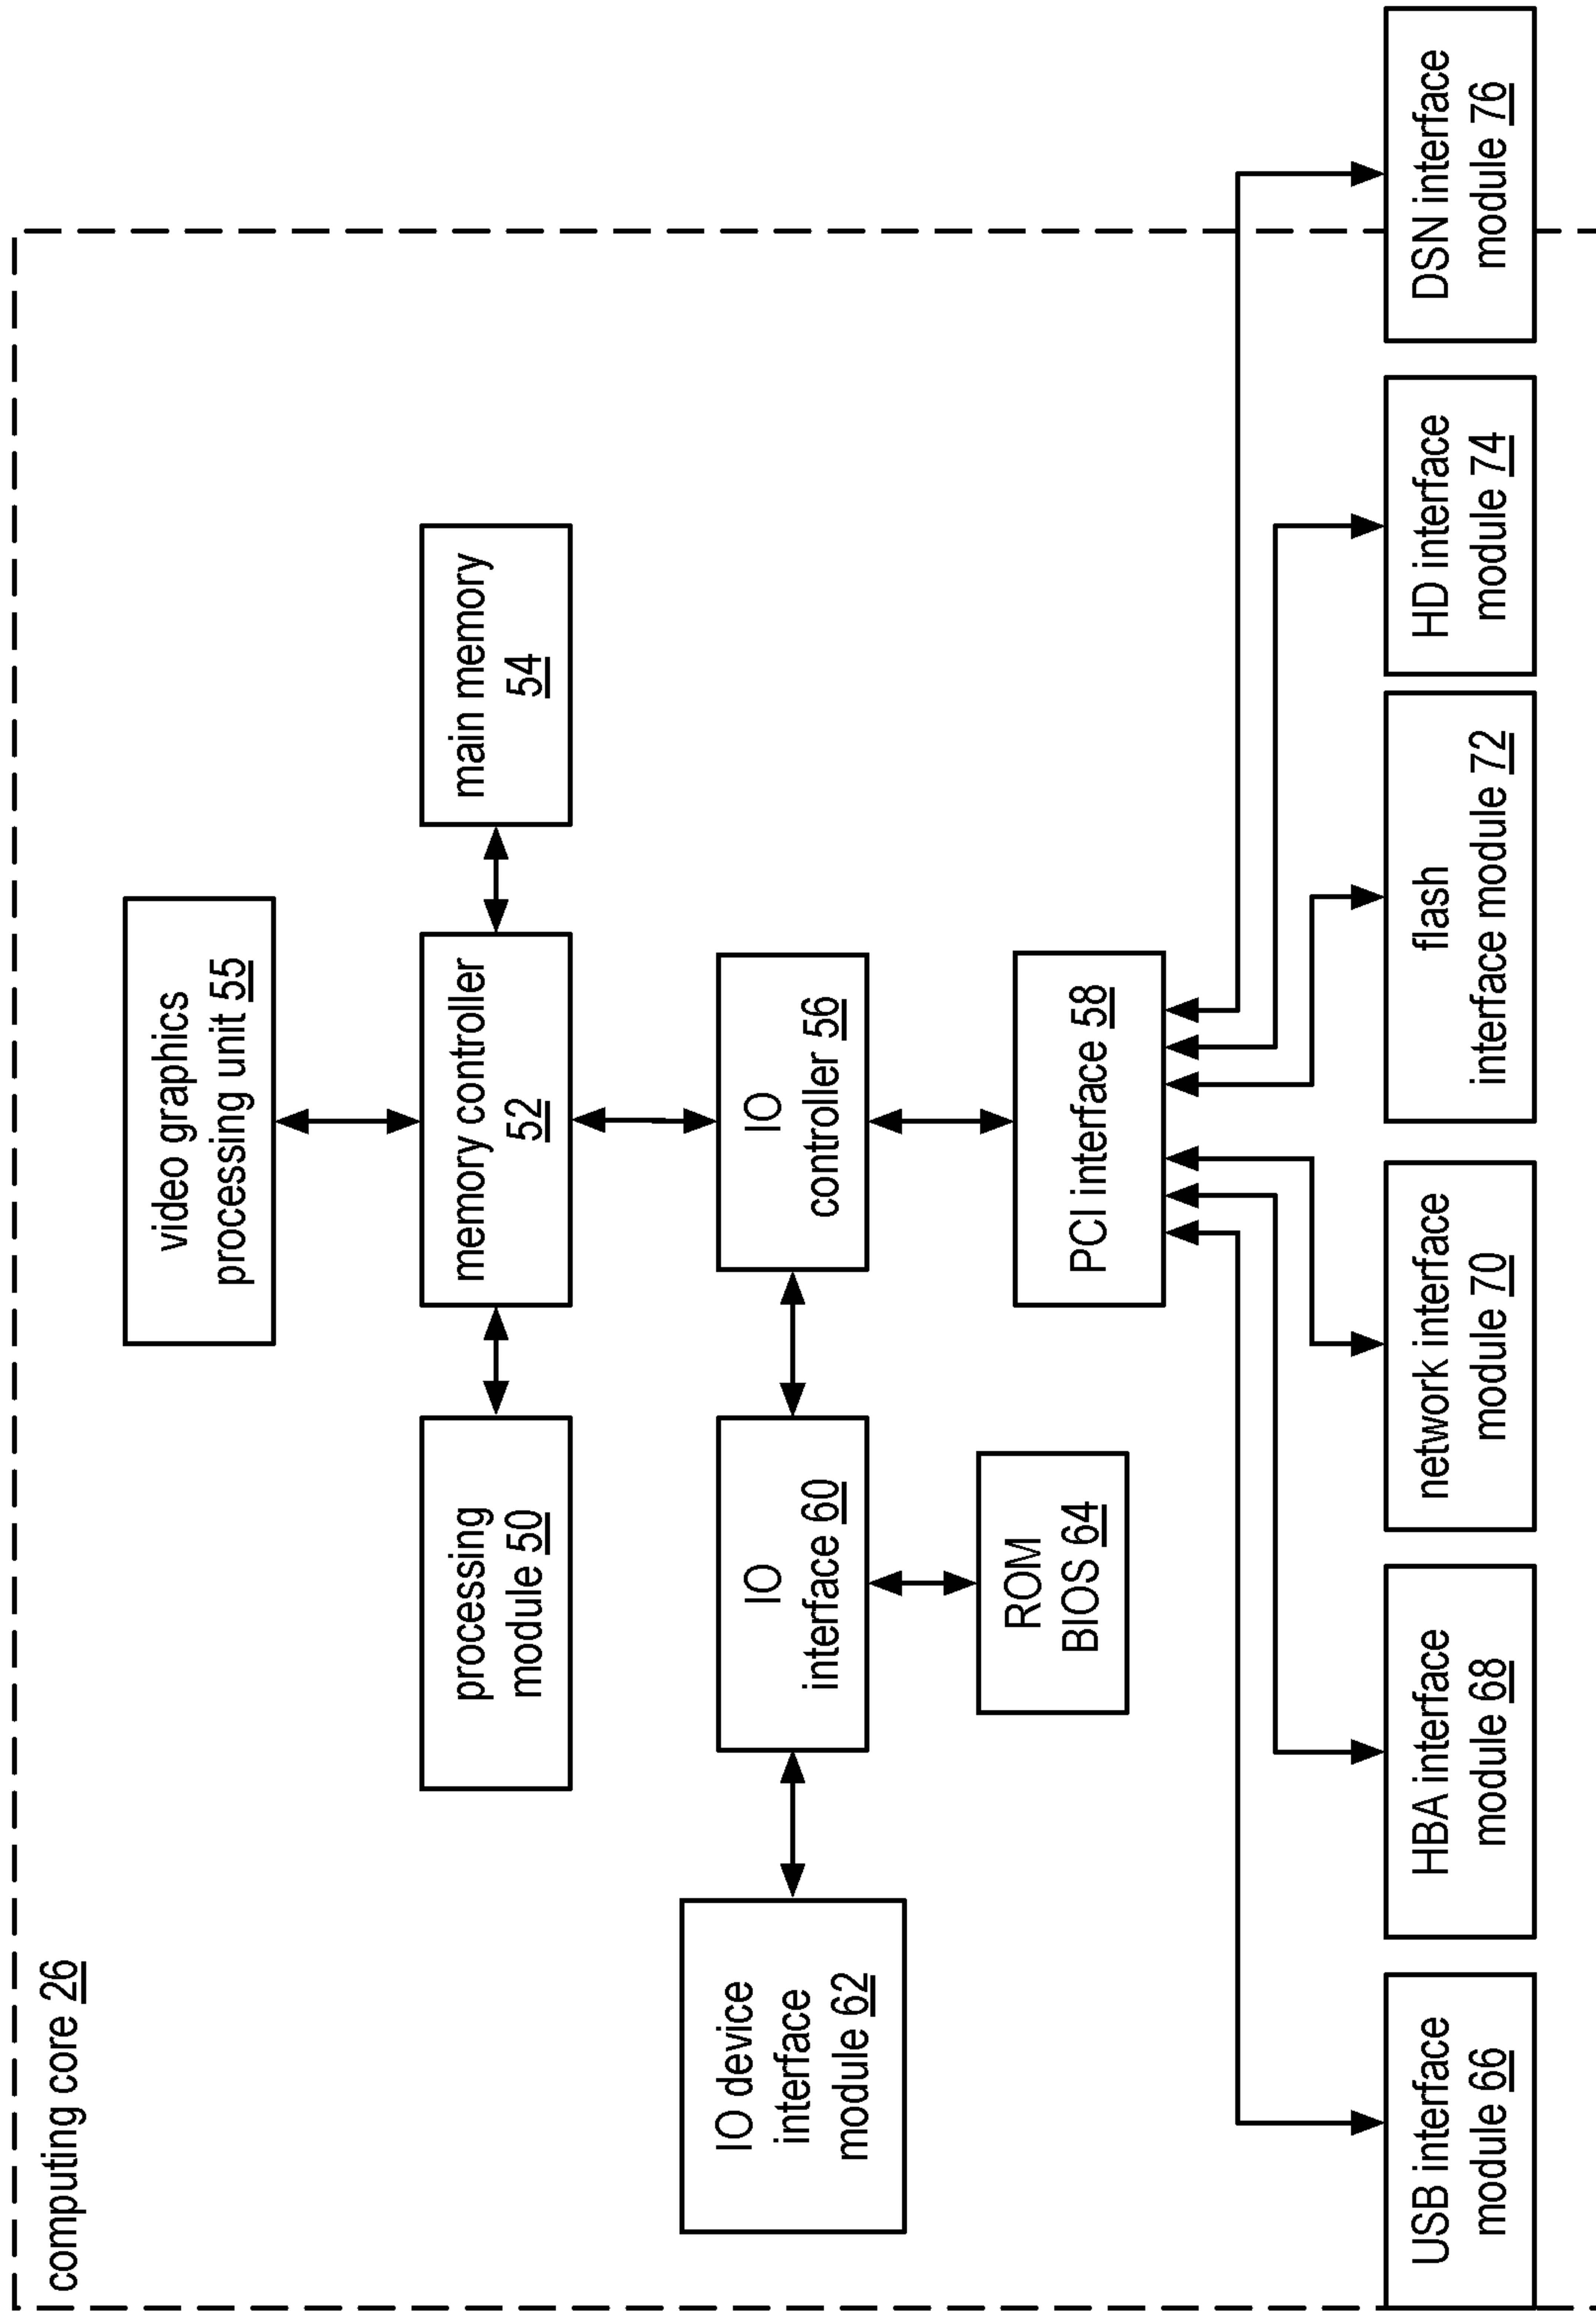 computing core 26
video graphics
processing unit 55
processing
module 50
memory controller
52
main memory
54
IO device
interface
module 62
IO
interface 60
IO
controller 56
ROM
BIOS 64
PCI interface 58
USB interface
module 66
HBA interface
module 68
network interface
module 70
flash
interface module 72
HD interface
module 74
DSN interface
module 76